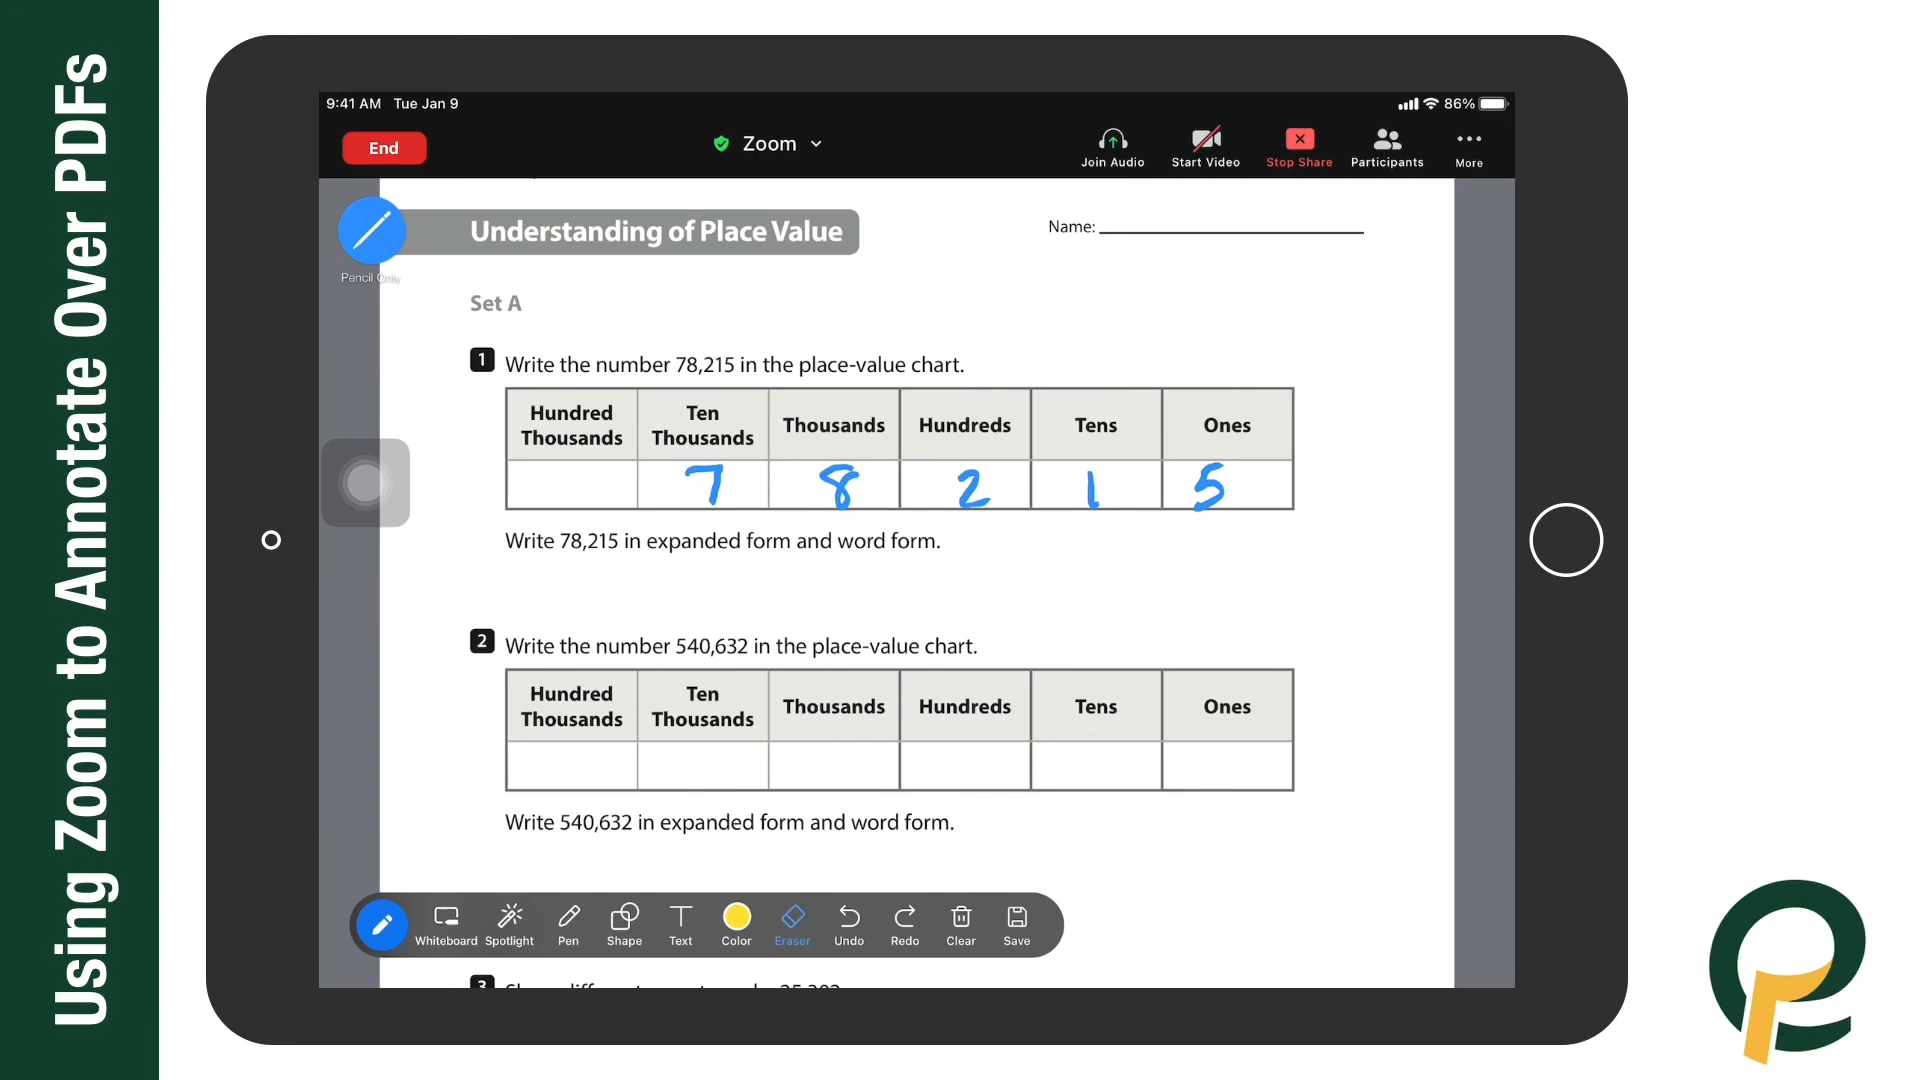 Using Zoom to Annotate Over PDFs
9:41 AM Tue Jan 9
86%
End
Zoom
Join Audio
Start Video
Stop Share
Participants
More
Pencil Only
Understanding of Place Value
Name:
Set A
1 Write the number 78,215 in the place-value chart.
Hundred Thousands Ten Thousands Thousands Hundreds Tens Ones
7 8 2 1 5
Write 78,215 in expanded form and word form.
2 Write the number 540,632 in the place-value chart.
Hundred Thousands Ten Thousands Thousands Hundreds Tens Ones
Write 540,632 in expanded form and word form.
Whiteboard Spotlight Pen Shape Text Color Eraser Undo Redo Clear Save
3